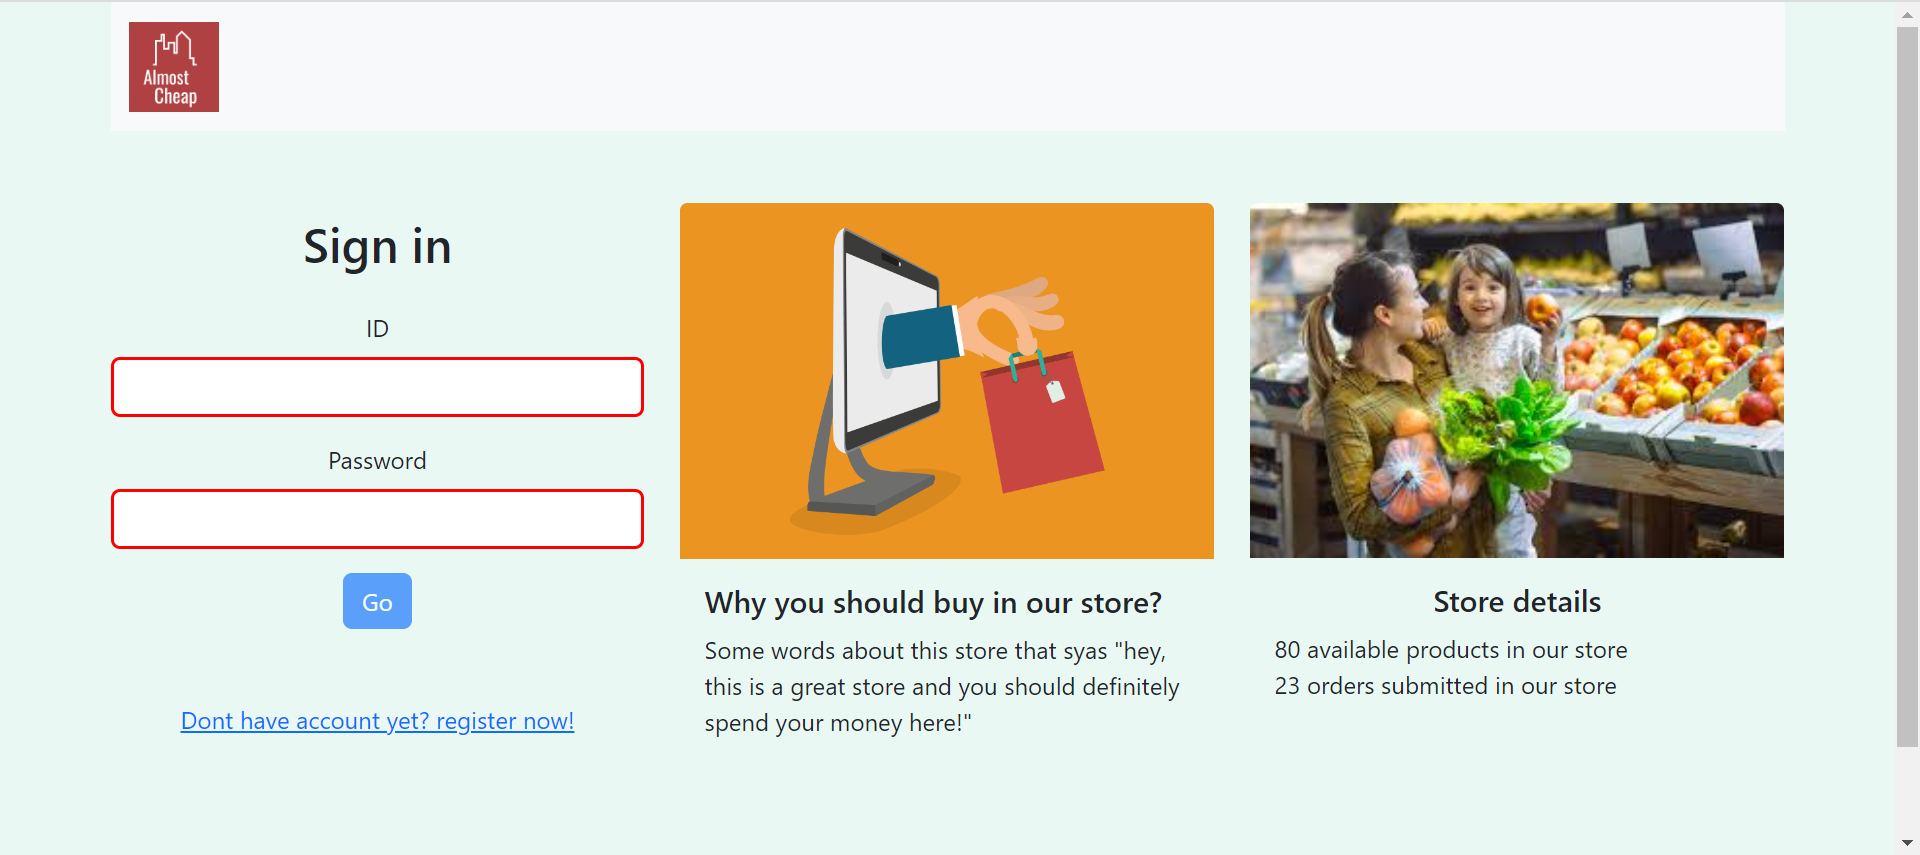 Almost
Cheap
Sign in
ID
Password
Go
Dont have account yet? register now!
Why you should buy in our store?
Some words about this store that syas "hey,
this is a great store and you should definitely
spend your money here!"
Store details
80 available products in our store
23 orders submitted in our store